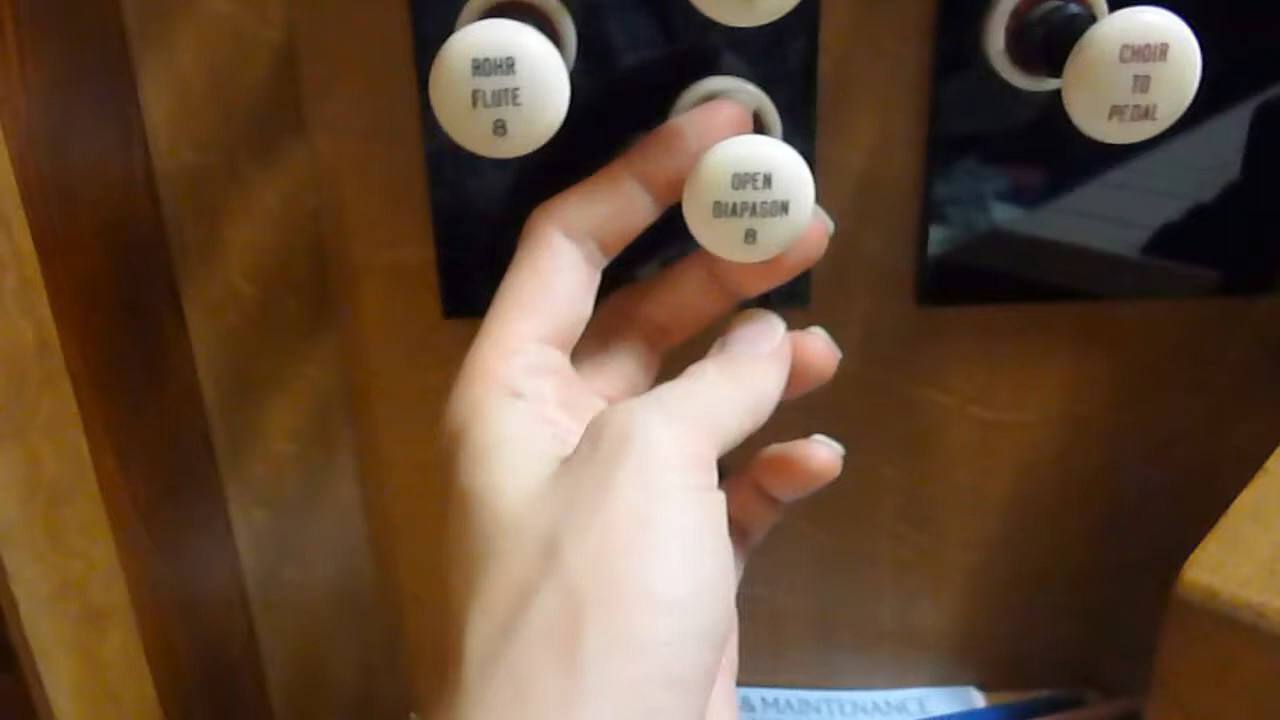 ROHR
FLUTE
8
OPEN
DIAPASON
8
CHOIR
TO
PEDAL
& MAINTENANCE